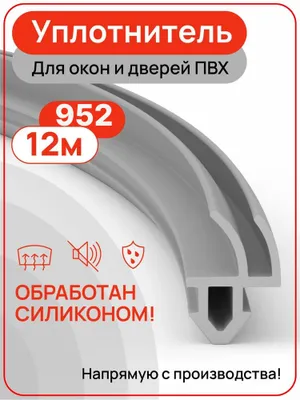 Уплотнитель
Для окон и дверей ПВХ
952
12м
ОБРАБОТАН
СИЛИКОНОМ!
Напрямую с производства!